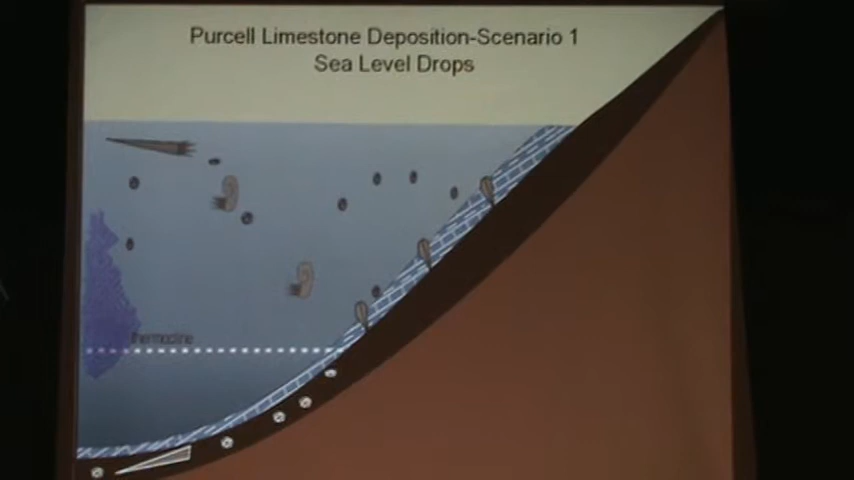 Purcell Limestone Deposition-Scenario 1
Sea Level Drops
thermocline